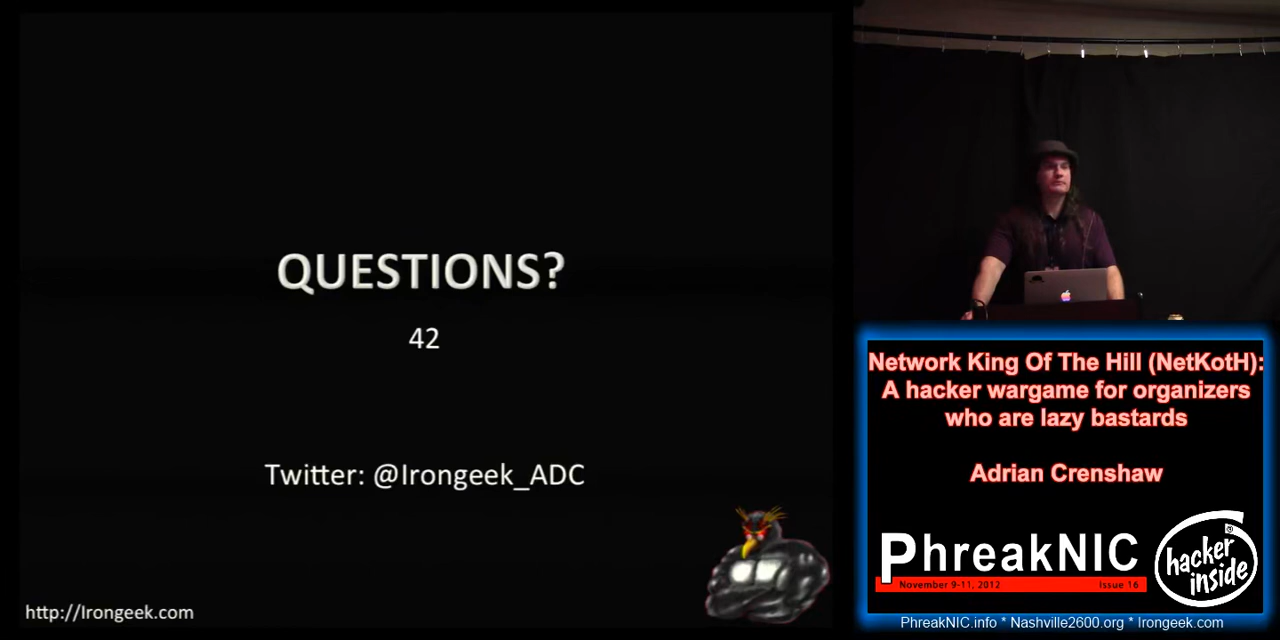 QUESTIONS?
42
Twitter: @Irongeek_ADC
http://Irongeek.com
Network King Of The Hill (NetKotH):
A hacker wargame for organizers
who are lazy bastards
Adrian Crenshaw
PhreakNIC
November 9-11, 2012
Issue 16
hacker
inside
PhreakNIC.info * Nashville2600.org * Irongeek.com